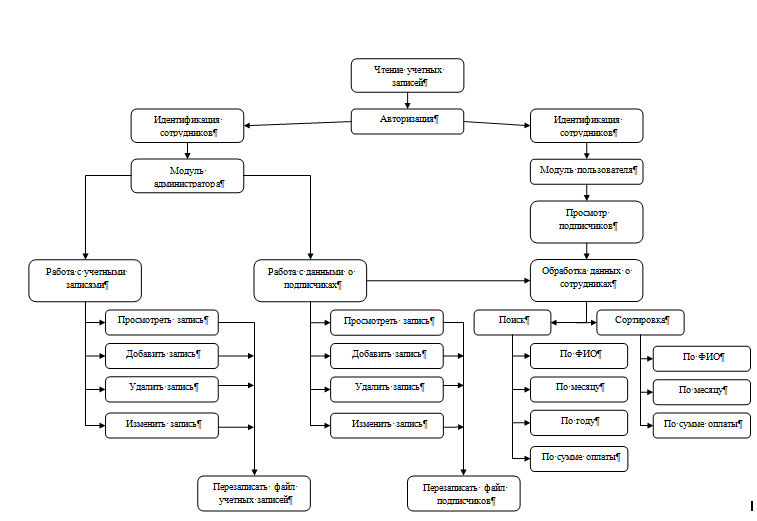 Чтение учетных
записей¶
Авторизация¶
Идентификация
сотрудников¶
Идентификация
сотрудников¶
Модуль
администратора¶
Модуль пользователя¶
Просмотр
подписчиков¶
Работа с учетными
записями¶
Работа с данными о
подписчиках¶
Обработка данных о
сотрудниках¶
Просмотреть запись¶
Добавить запись¶
Удалить запись¶
Изменить запись¶
Перезаписать файл
учетных записей¶
Просмотреть запись¶
Добавить запись¶
Удалить запись¶
Изменить запись¶
Перезаписать файл
подписчиков¶
Поиск¶
По ФИО¶
По месяцу¶
По году¶
По сумме оплаты¶
Сортировка¶
По ФИО¶
По месяцу¶
По сумме оплаты¶